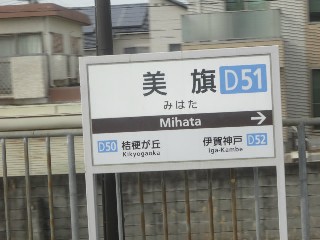 美旗 D51
みはた
Mihata →
D50 桔梗が丘 伊賀神戸 D52
Kikyogaoka Iga-Kambe